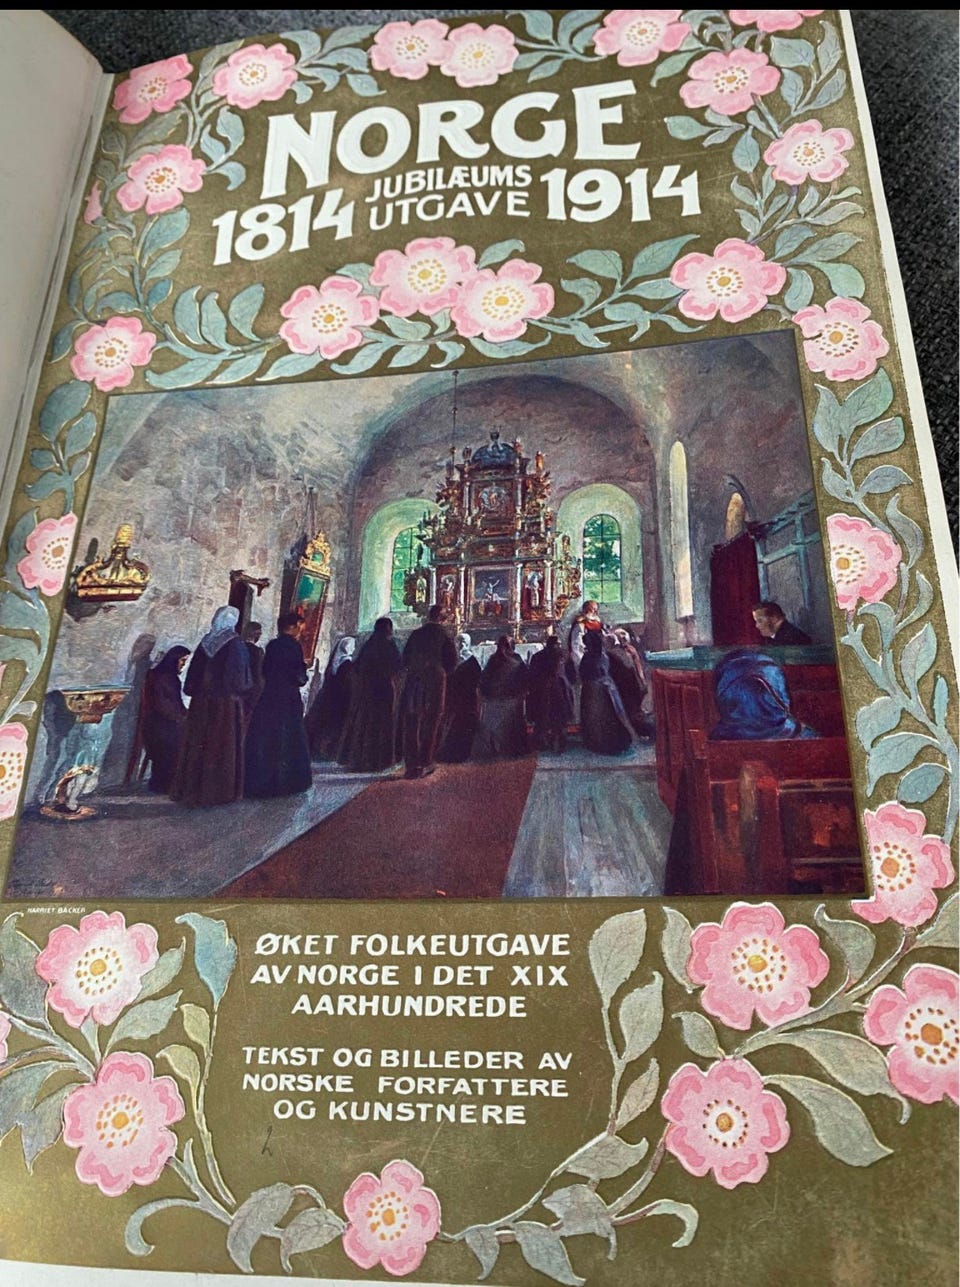 NORGE
1814 JUBILÆUMS UTGAVE 1914
HARRIET BACKER
ØKET FOLKEUTGAVE
AV NORGE I DET XIX
AARHUNDREDE
TEKST OG BILLEDER AV
NORSKE FORFATTERE
OG KUNSTNERE
2